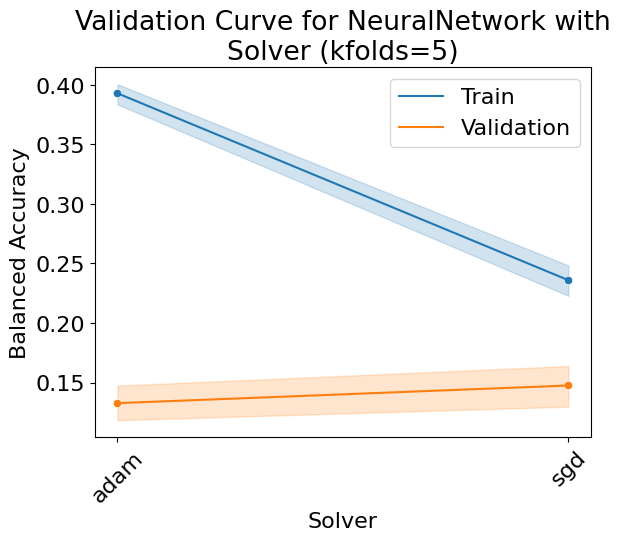 Validation Curve for NeuralNetwork with
Solver (kfolds=5)
Train
Validation
Balanced Accuracy
0.40
0.35
0.30
0.25
0.20
0.15
adam
sgd
Solver